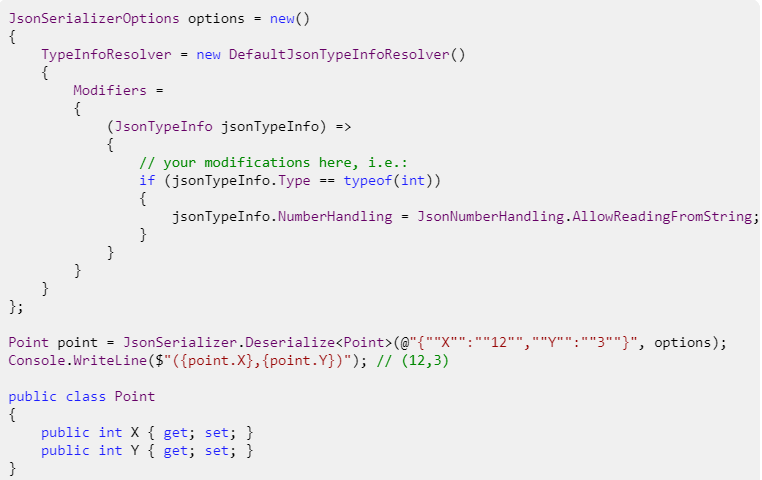 JsonSerializerOptions options = new()
{
    TypeInfoResolver = new DefaultJsonTypeInfoResolver()
    {
        Modifiers =
        {
            (JsonTypeInfo jsonTypeInfo) =>
            {
                // your modifications here, i.e.:
                if (jsonTypeInfo.Type == typeof(int))
                {
                    jsonTypeInfo.NumberHandling = JsonNumberHandling.AllowReadingFromString;
                }
            }
        }
    }
};

Point point = JsonSerializer.Deserialize<Point>(@"{""X"":""12"",""Y"":""3""}", options);
Console.WriteLine($"({point.X},{point.Y})"); // (12,3)

public class Point
{
    public int X { get; set; }
    public int Y { get; set; }
}